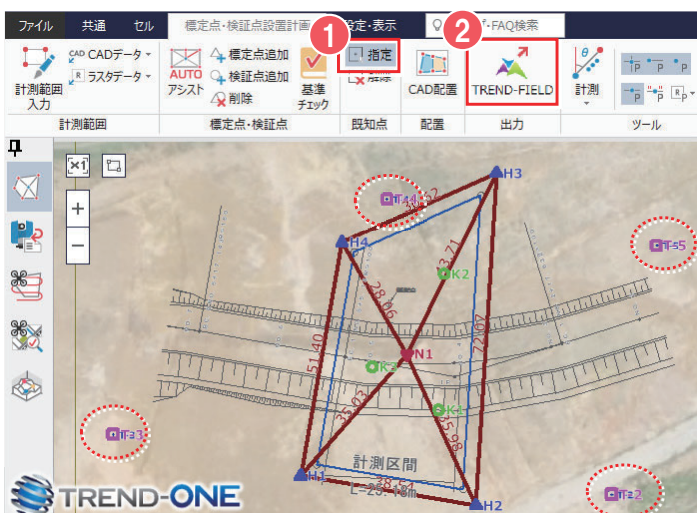 ファイル 共通 セル 標定点・検証点設置計画 設定・表示 ・FAQ検索
1 2
計測範囲
入力
CAD CADデータ
R ラスタデータ
AUTO
アシスト
標定点追加
検証点追加
削除
基準
チェック
指定
解除
CAD配置
TREND-FIELD
計測
計測範囲 標定点・検証点 既知点 配置 出力 ツール
[×1]
+
−
H3
H4
K2
28.06
51.40
N1
K3
K1
35.03
35.98
計測区間
H1
H2
TREND-ONE